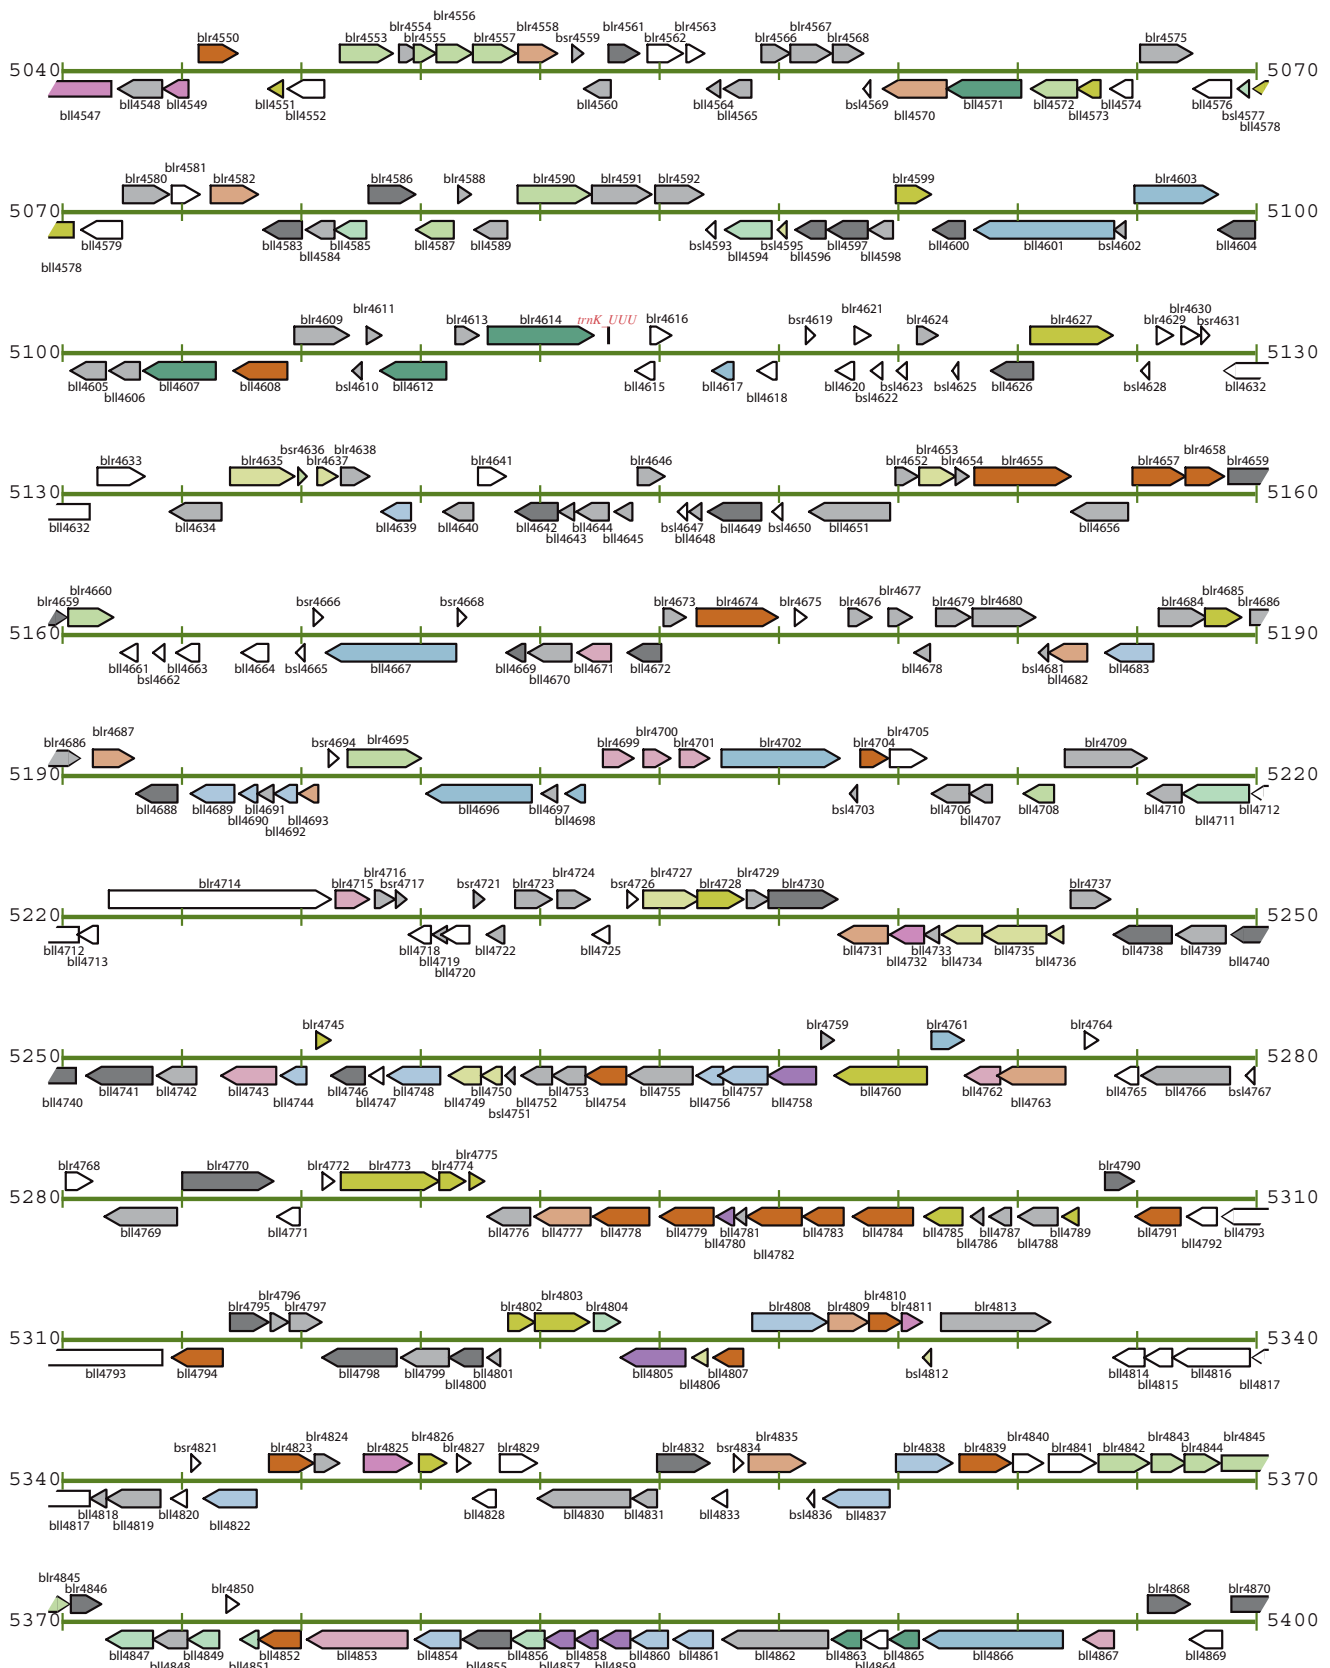 blr4554 blr4556 bsr4559 blr4563 blr4567
blr4550 blr4553 blr4555 blr4557 blr4558 blr4561 blr4562 blr4566 blr4568 blr4575
5040 5070
bll4547 bll4548 bll4549 bll4551 bll4552 bll4560 bll4564 bll4565 bsl4569 bll4570 bll4571 bll4572 bll4573 bll4574 bll4576 bsl4577 bll4578
blr4580 blr4581 blr4582 blr4586 blr4588 blr4590 blr4591 blr4592 blr4599 blr4603
5070 5100
bll4578 bll4579 bll4583 bll4584 bll4585 bll4587 bll4589 bsl4593 bll4594 bsl4595 bll4596 bll4597 bll4598 bll4600 bll4601 bsl4602 bll4604
blr4609 blr4611 blr4613 blr4614 trnK_UUU blr4616 bsr4619 blr4621 blr4624 blr4627 blr4629 blr4630 bsr4631
5100 5130
bll4605 bll4606 bll4607 bll4608 bsl4610 bll4612 bll4615 bll4617 bll4618 bll4620 bsl4622 bsl4623 bsl4625 bll4626 bsl4628 bll4632
blr4633 blr4635 bsr4636 blr4637 blr4638 blr4641 blr4646 blr4652 blr4653 blr4654 blr4655 blr4657 blr4658 blr4659
5130 5160
bll4632 bll4634 bll4639 bll4640 bll4642 bll4643 bll4644 bll4645 bsl4647 bll4648 bll4649 bsl4650 bll4651 bll4656
blr4659 blr4660 bsr4666 bsr4668 blr4673 blr4674 blr4675 blr4676 blr4677 blr4679 blr4680 blr4684 blr4685 blr4686
5160 5190
bll4661 bsl4662 bll4663 bll4664 bsl4665 bll4667 bll4669 bll4670 bll4671 bll4672 bll4678 bsl4681 bll4682 bll4683
blr4686 blr4687 bsr4694 blr4695 blr4699 blr4700 blr4701 blr4702 blr4704 blr4705 blr4709
5190 5220
bll4688 bll4689 bll4690 bll4691 bll4692 bll4693 bll4696 bll4697 bll4698 bsl4703 bll4706 bll4707 bll4708 bll4710 bll4711 bll4712
blr4714 blr4715 blr4716 bsr4717 bsr4721 blr4723 blr4724 bsr4726 blr4727 blr4728 blr4729 blr4730 blr4737
5220 5250
bll4712 bll4713 bll4718 bll4719 bll4720 bll4722 bll4725 bll4731 bll4732 bll4733 bll4734 bll4735 bll4736 bll4738 bll4739 bll4740
blr4745 blr4759 blr4761 blr4764
5250 5280
bll4740 bll4741 bll4742 bll4743 bll4744 bll4746 bll4747 bll4748 bll4749 bll4750 bsl4751 bll4752 bll4753 bll4754 bll4755 bll4756 bll4757 bll4758 bll4760 bll4762 bll4763 bll4765 bll4766 bsl4767
blr4768 blr4770 blr4772 blr4773 blr4774 blr4775 blr4790
5280 5310
bll4769 bll4771 bll4776 bll4777 bll4778 bll4779 bll4780 bll4781 bll4782 bll4783 bll4784 bll4785 bll4786 bll4787 bll4788 bll4789 bll4791 bll4792 bll4793
blr4795 blr4796 blr4797 blr4802 blr4803 blr4804 blr4808 blr4809 blr4810 blr4811 blr4813
5310 5340
bll4793 bll4794 bll4798 bll4799 bll4800 bll4801 bll4805 bll4806 bll4807 bsl4812 bll4814 bll4815 bll4816 bll4817
bsr4821 blr4823 blr4824 blr4825 blr4826 blr4827 blr4829 blr4832 bsr4834 blr4835 blr4838 blr4839 blr4840 blr4841 blr4842 blr4843 blr4844 blr4845
5340 5370
bll4817 bll4818 bll4819 bll4820 bll4822 bll4828 bll4830 bll4831 bll4833 bsl4836 bll4837
blr4845 blr4846 blr4850 blr4868 blr4870
5370 5400
bll4847 bll4848 bll4849 bll4851 bll4852 bll4853 bll4854 bll4855 bll4856 bll4857 bll4858 bll4859 bll4860 bll4861 bll4862 bll4863 bll4864 bll4865 bll4866 bll4867 bll4869